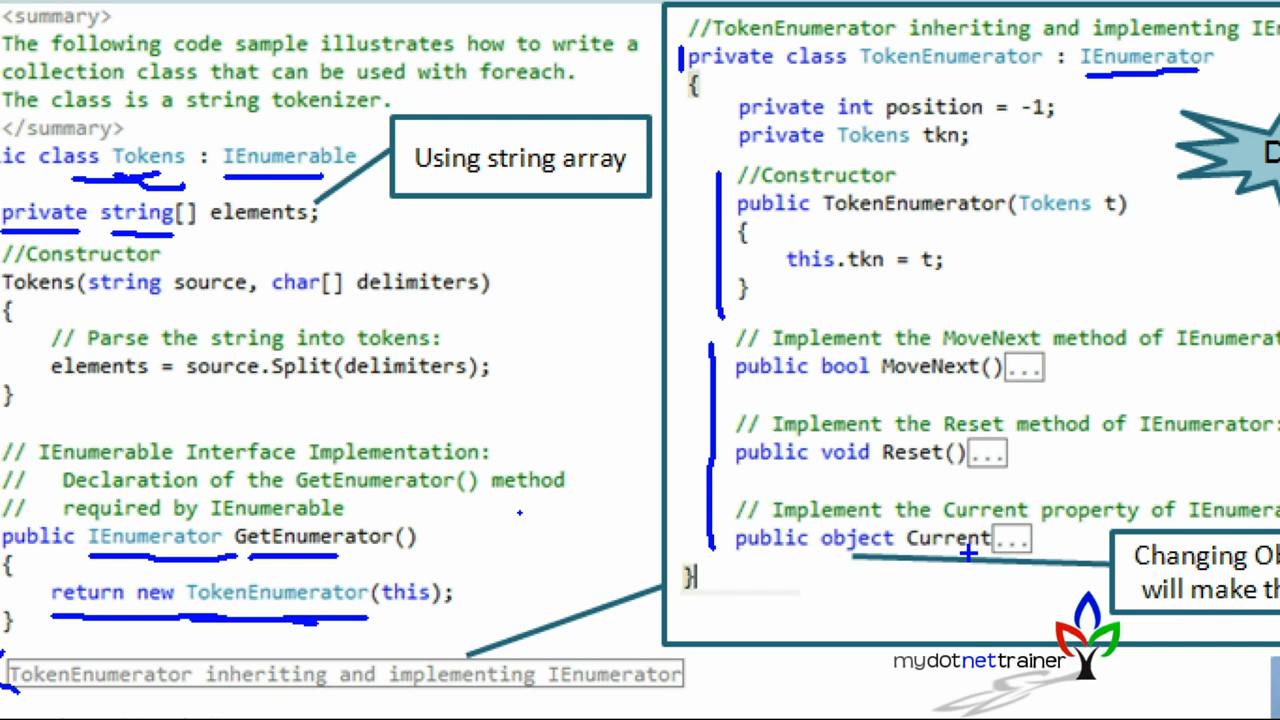 <summary>
The following code sample illustrates how to write a
collection class that can be used with foreach.
The class is a string tokenizer.
</summary>
ic class Tokens : IEnumerable
Using string array
private string[] elements;
//Constructor
Tokens(string source, char[] delimiters)
{
// Parse the string into tokens:
elements = source.Split(delimiters);
}
// IEnumerable Interface Implementation:
// Declaration of the GetEnumerator() method
// required by IEnumerable
public IEnumerator GetEnumerator()
{
return new TokenEnumerator(this);
}
TokenEnumerator inheriting and implementing IEnumerator
//TokenEnumerator inheriting and implementing IEn
private class TokenEnumerator : IEnumerator
{
private int position = -1;
private Tokens tkn;
//Constructor
public TokenEnumerator(Tokens t)
{
this.tkn = t;
}
// Implement the MoveNext method of IEnumerat
public bool MoveNext()...
// Implement the Reset method of IEnumerator:
public void Reset()...
// Implement the Current property of IEnumera
public object Current...
}
D
Changing Ob
will make th
mydotnettrainer